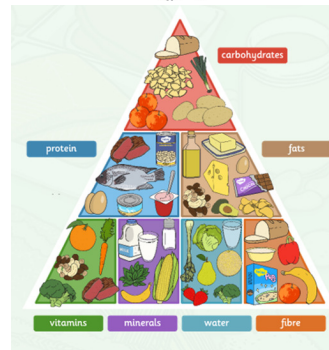 carbohydrates
protein
fats
vitamins
minerals
water
fibre